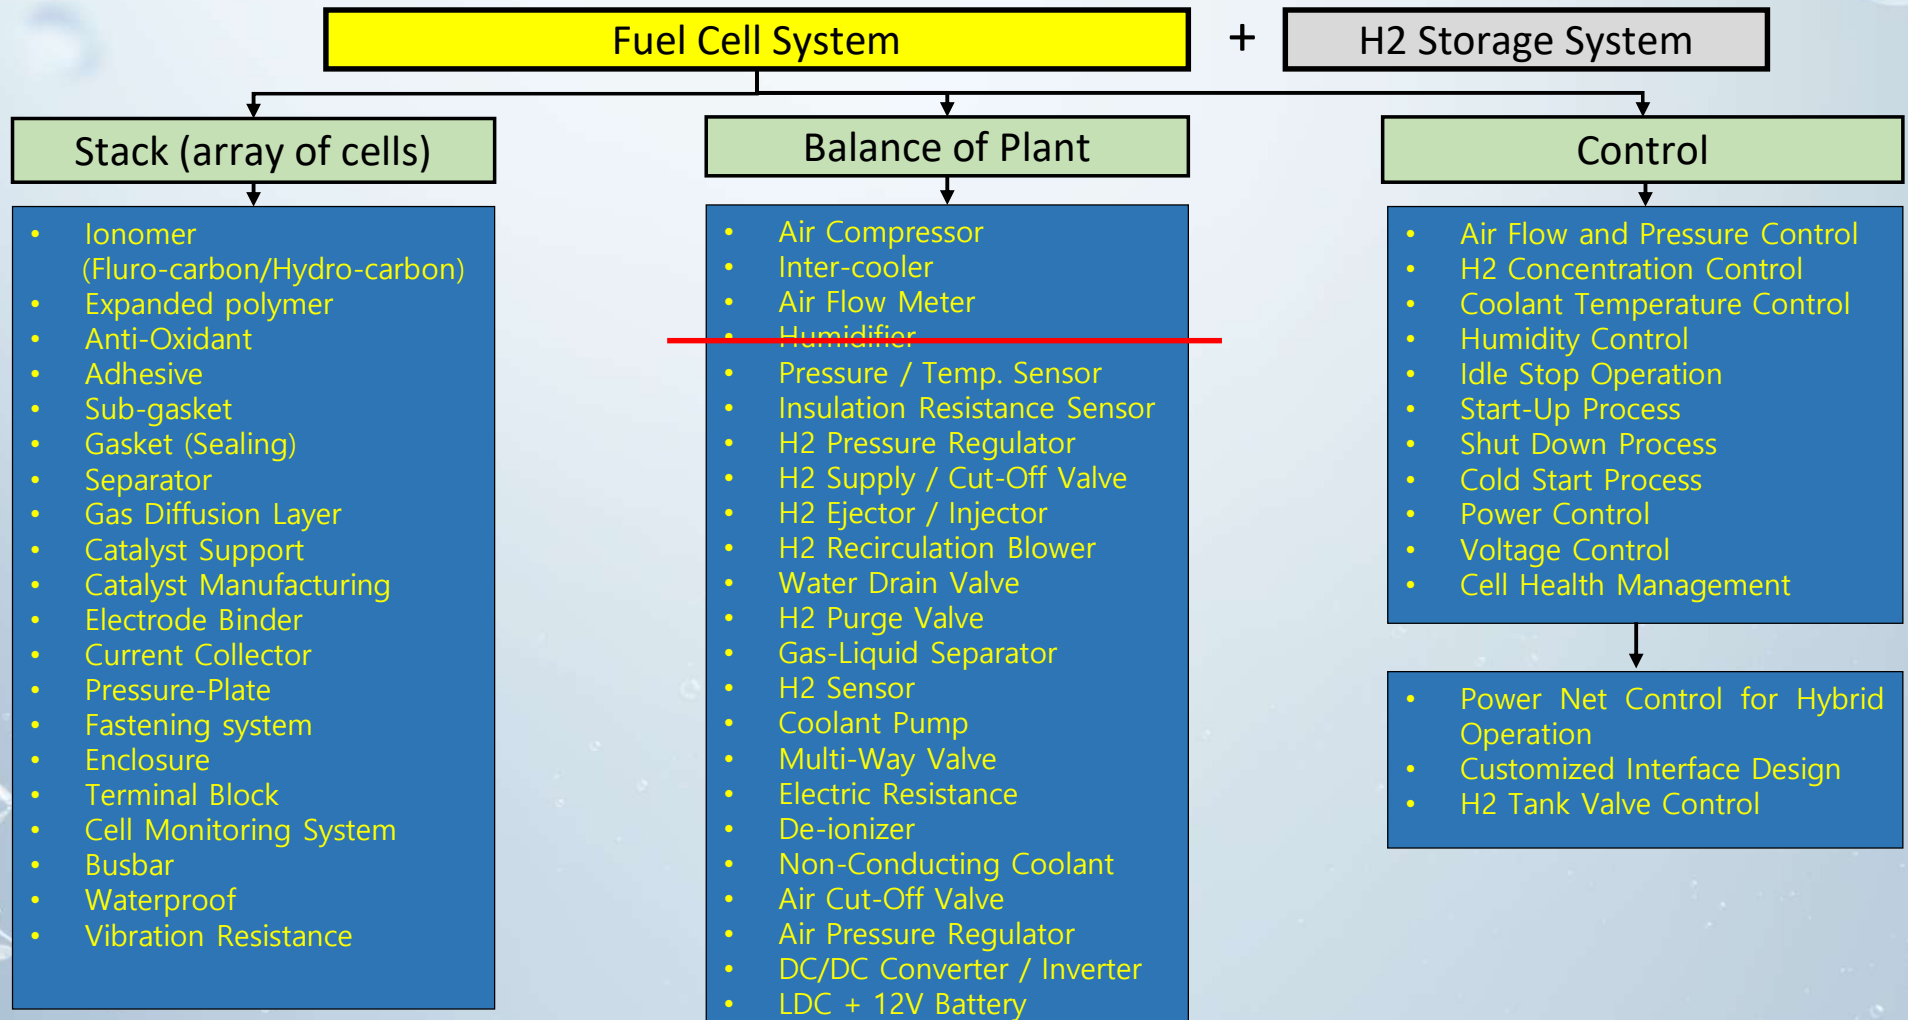 Fuel Cell System
+
H2 Storage System
Stack (array of cells)
• Ionomer
(Fluro-carbon/Hydro-carbon)
• Expanded polymer
• Anti-Oxidant
• Adhesive
• Sub-gasket
• Gasket (Sealing)
• Separator
• Gas Diffusion Layer
• Catalyst Support
• Catalyst Manufacturing
• Electrode Binder
• Current Collector
• Pressure-Plate
• Fastening system
• Enclosure
• Terminal Block
• Cell Monitoring System
• Busbar
• Waterproof
• Vibration Resistance
Balance of Plant
• Air Compressor
• Inter-cooler
• Air Flow Meter
• Humidifier
• Pressure / Temp. Sensor
• Insulation Resistance Sensor
• H2 Pressure Regulator
• H2 Supply / Cut-Off Valve
• H2 Ejector / Injector
• H2 Recirculation Blower
• Water Drain Valve
• H2 Purge Valve
• Gas-Liquid Separator
• H2 Sensor
• Coolant Pump
• Multi-Way Valve
• Electric Resistance
• De-ionizer
• Non-Conducting Coolant
• Air Cut-Off Valve
• Air Pressure Regulator
• DC/DC Converter / Inverter
• LDC + 12V Battery
Control
• Air Flow and Pressure Control
• H2 Concentration Control
• Coolant Temperature Control
• Humidity Control
• Idle Stop Operation
• Start-Up Process
• Shut Down Process
• Cold Start Process
• Power Control
• Voltage Control
• Cell Health Management
• Power Net Control for Hybrid
Operation
• Customized Interface Design
• H2 Tank Valve Control